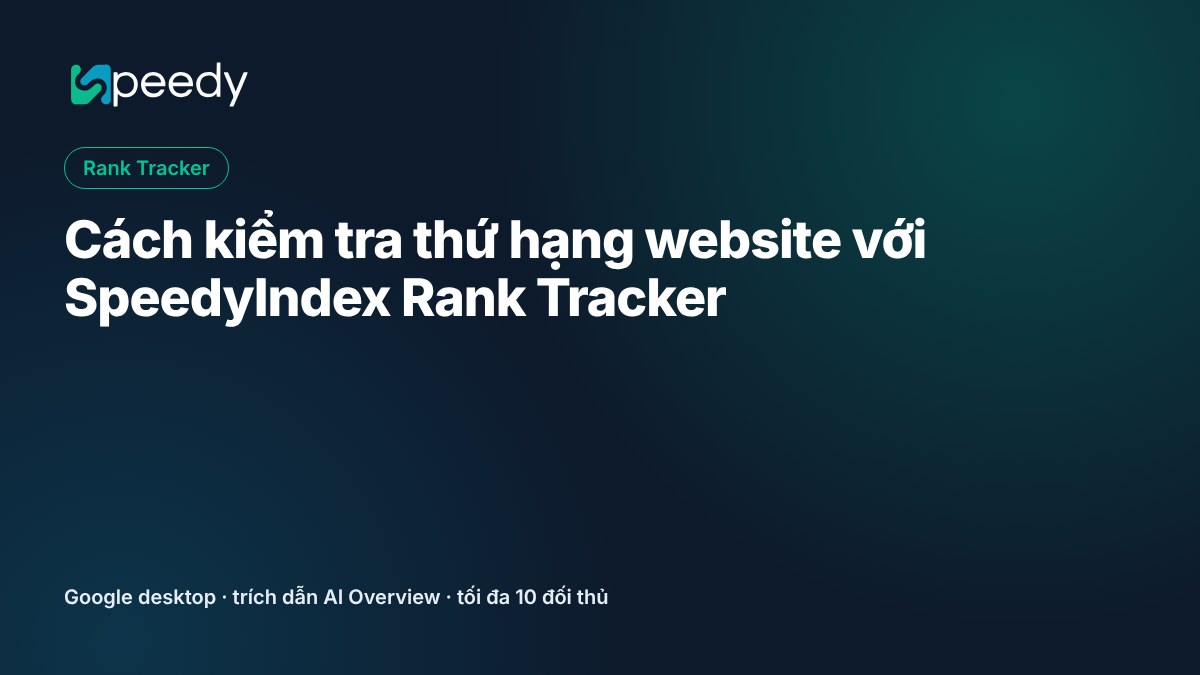 Speedy
Rank Tracker
Cách kiểm tra thứ hạng website với
SpeedyIndex Rank Tracker
Google desktop · trích dẫn AI Overview · tối đa 10 đối thủ